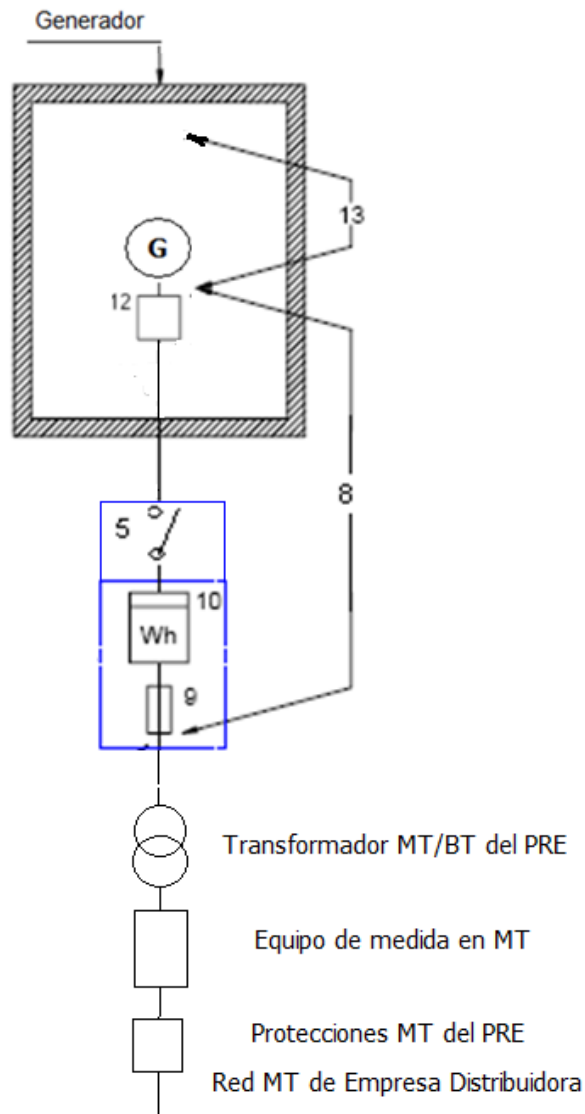 Generador
13
G
12
8
5
10
Wh
9
Transformador MT/BT del PRE
Equipo de medida en MT
Protecciones MT del PRE
Red MT de Empresa Distribuidora